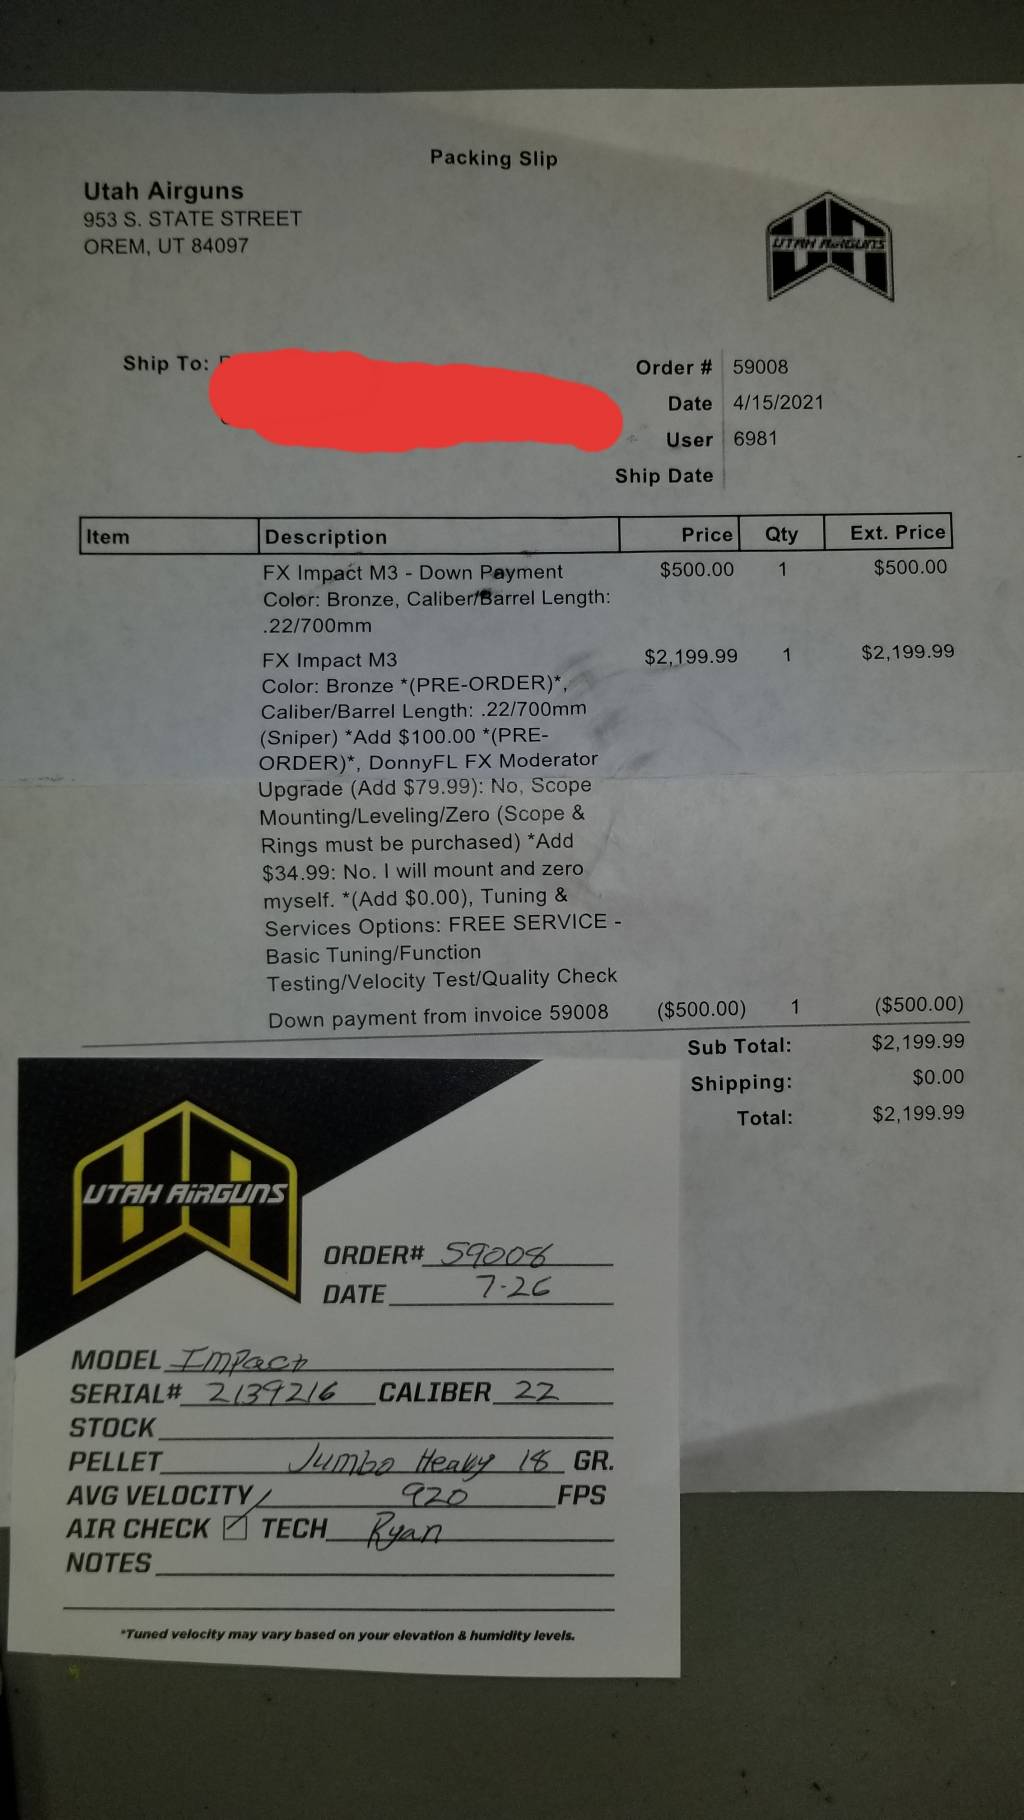 Packing Slip
Utah Airguns
953 S. STATE STREET
OREM, UT 84097
UTAH AIRGUNS
Ship To:
Order # 59008
Date 4/15/2021
User 6981
Ship Date
Item Description Price Qty Ext. Price
FX Impact M3 - Down Payment $500.00 1 $500.00
Color: Bronze, Caliber/Barrel Length:
.22/700mm
FX Impact M3 $2,199.99 1 $2,199.99
Color: Bronze *(PRE-ORDER)*,
Caliber/Barrel Length: .22/700mm
(Sniper) *Add $100.00 *(PRE-
ORDER)*, DonnyFL FX Moderator
Upgrade (Add $79.99): No, Scope
Mounting/Leveling/Zero (Scope &
Rings must be purchased) *Add
$34.99: No. I will mount and zero
myself. *(Add $0.00), Tuning &
Services Options: FREE SERVICE -
Basic Tuning/Function
Testing/Velocity Test/Quality Check
Down payment from invoice 59008 ($500.00) 1 ($500.00)
Sub Total: $2,199.99
Shipping: $0.00
Total: $2,199.99
UTAH AIRGUNS
ORDER# 59008
DATE 7-26
MODEL Impact
SERIAL# 2139216 CALIBER 22
STOCK
PELLET Jumbo Heavy 18 GR.
AVG VELOCITY 920 FPS
AIR CHECK TECH Ryan
NOTES
*Tuned velocity may vary based on your elevation & humidity levels.